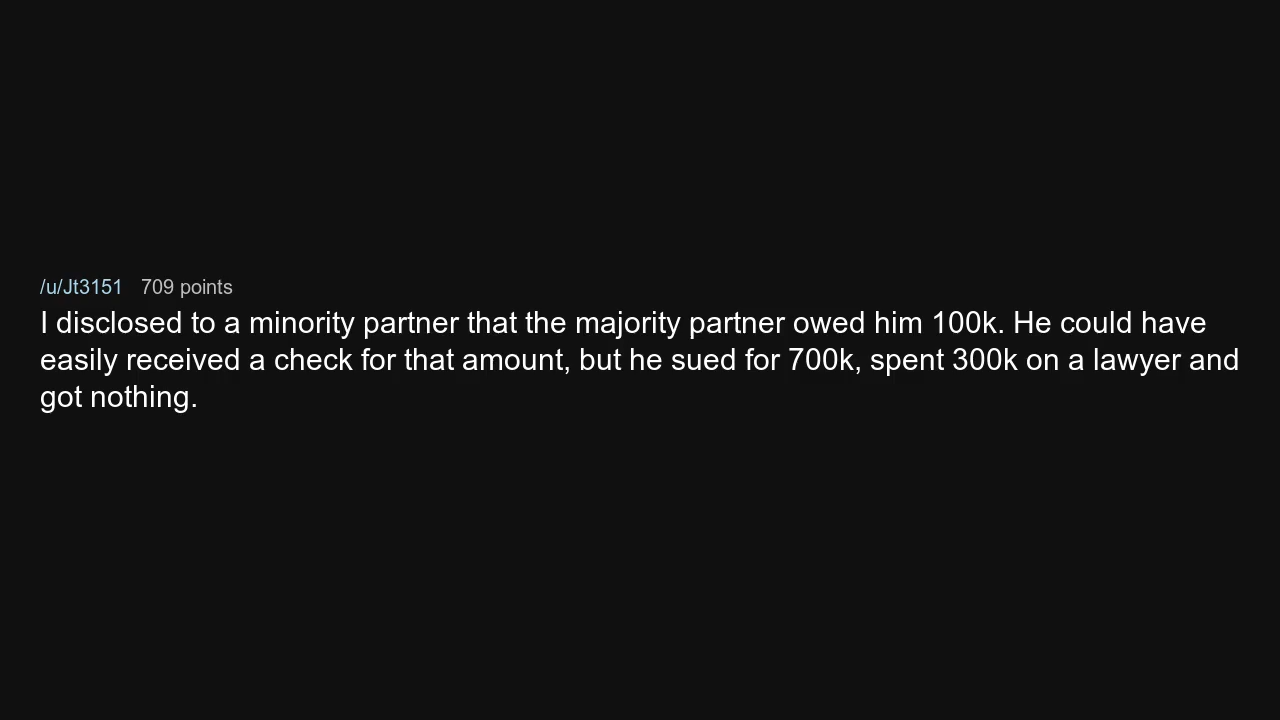 /u/Jt3151 709 points
I disclosed to a minority partner that the majority partner owed him 100k. He could have
easily received a check for that amount, but he sued for 700k, spent 300k on a lawyer and
got nothing.